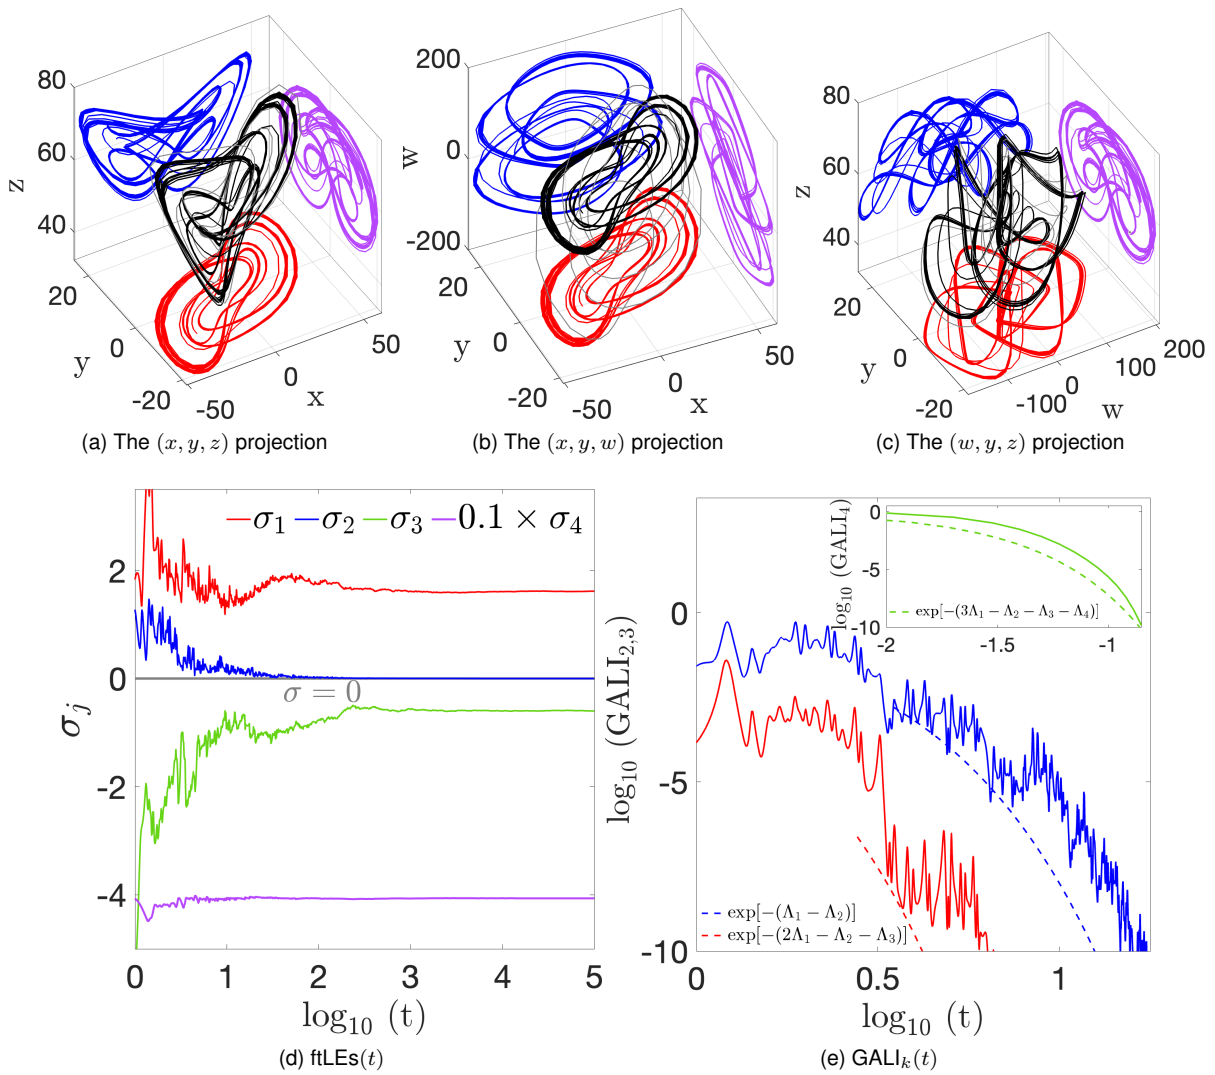 80
60
40
z
20
0
-20
y
-50
0
50
x
200
0
-200
w
20
0
-20
y
-50
0
50
x
80
60
40
z
20
0
-20
y
-100
0
100
200
w
(a) The (x, y, z) projection
(b) The (x, y, w) projection
(c) The (w, y, z) projection
σ₁ σ₂ σ₃ 0.1 × σ₄
2
0
-2
-4
σⱼ
σ = 0
0 1 2 3 4 5
log₁₀ (t)
(d) ftLEs(t)
0
-5
-10
log₁₀ (GALI₂,₃)
0 0.5 1
log₁₀ (t)
exp[-(Λ₁ − Λ₂)]
exp[-(2Λ₁ − Λ₂ − Λ₃)]
0
-5
-10
log₁₀ (GALI₄)
exp[-(3Λ₁ − Λ₂ − Λ₃ − Λ₄)]
-2 -1.5 -1
(e) GALIₖ(t)